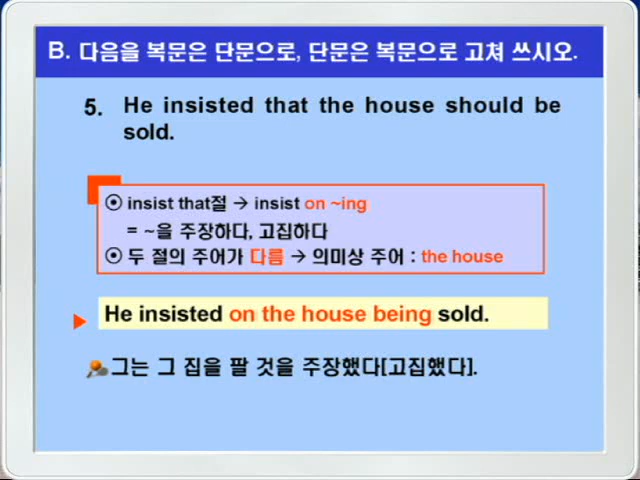 B. 다음을 복문은 단문으로, 단문은 복문으로 고쳐 쓰시오.
5. He insisted that the house should be
sold.
⊙ insist that절 → insist on ~ing
= ~을 주장하다, 고집하다
⊙ 두 절의 주어가 다름 → 의미상 주어 : the house
He insisted on the house being sold.
그는 그 집을 팔 것을 주장했다[고집했다].